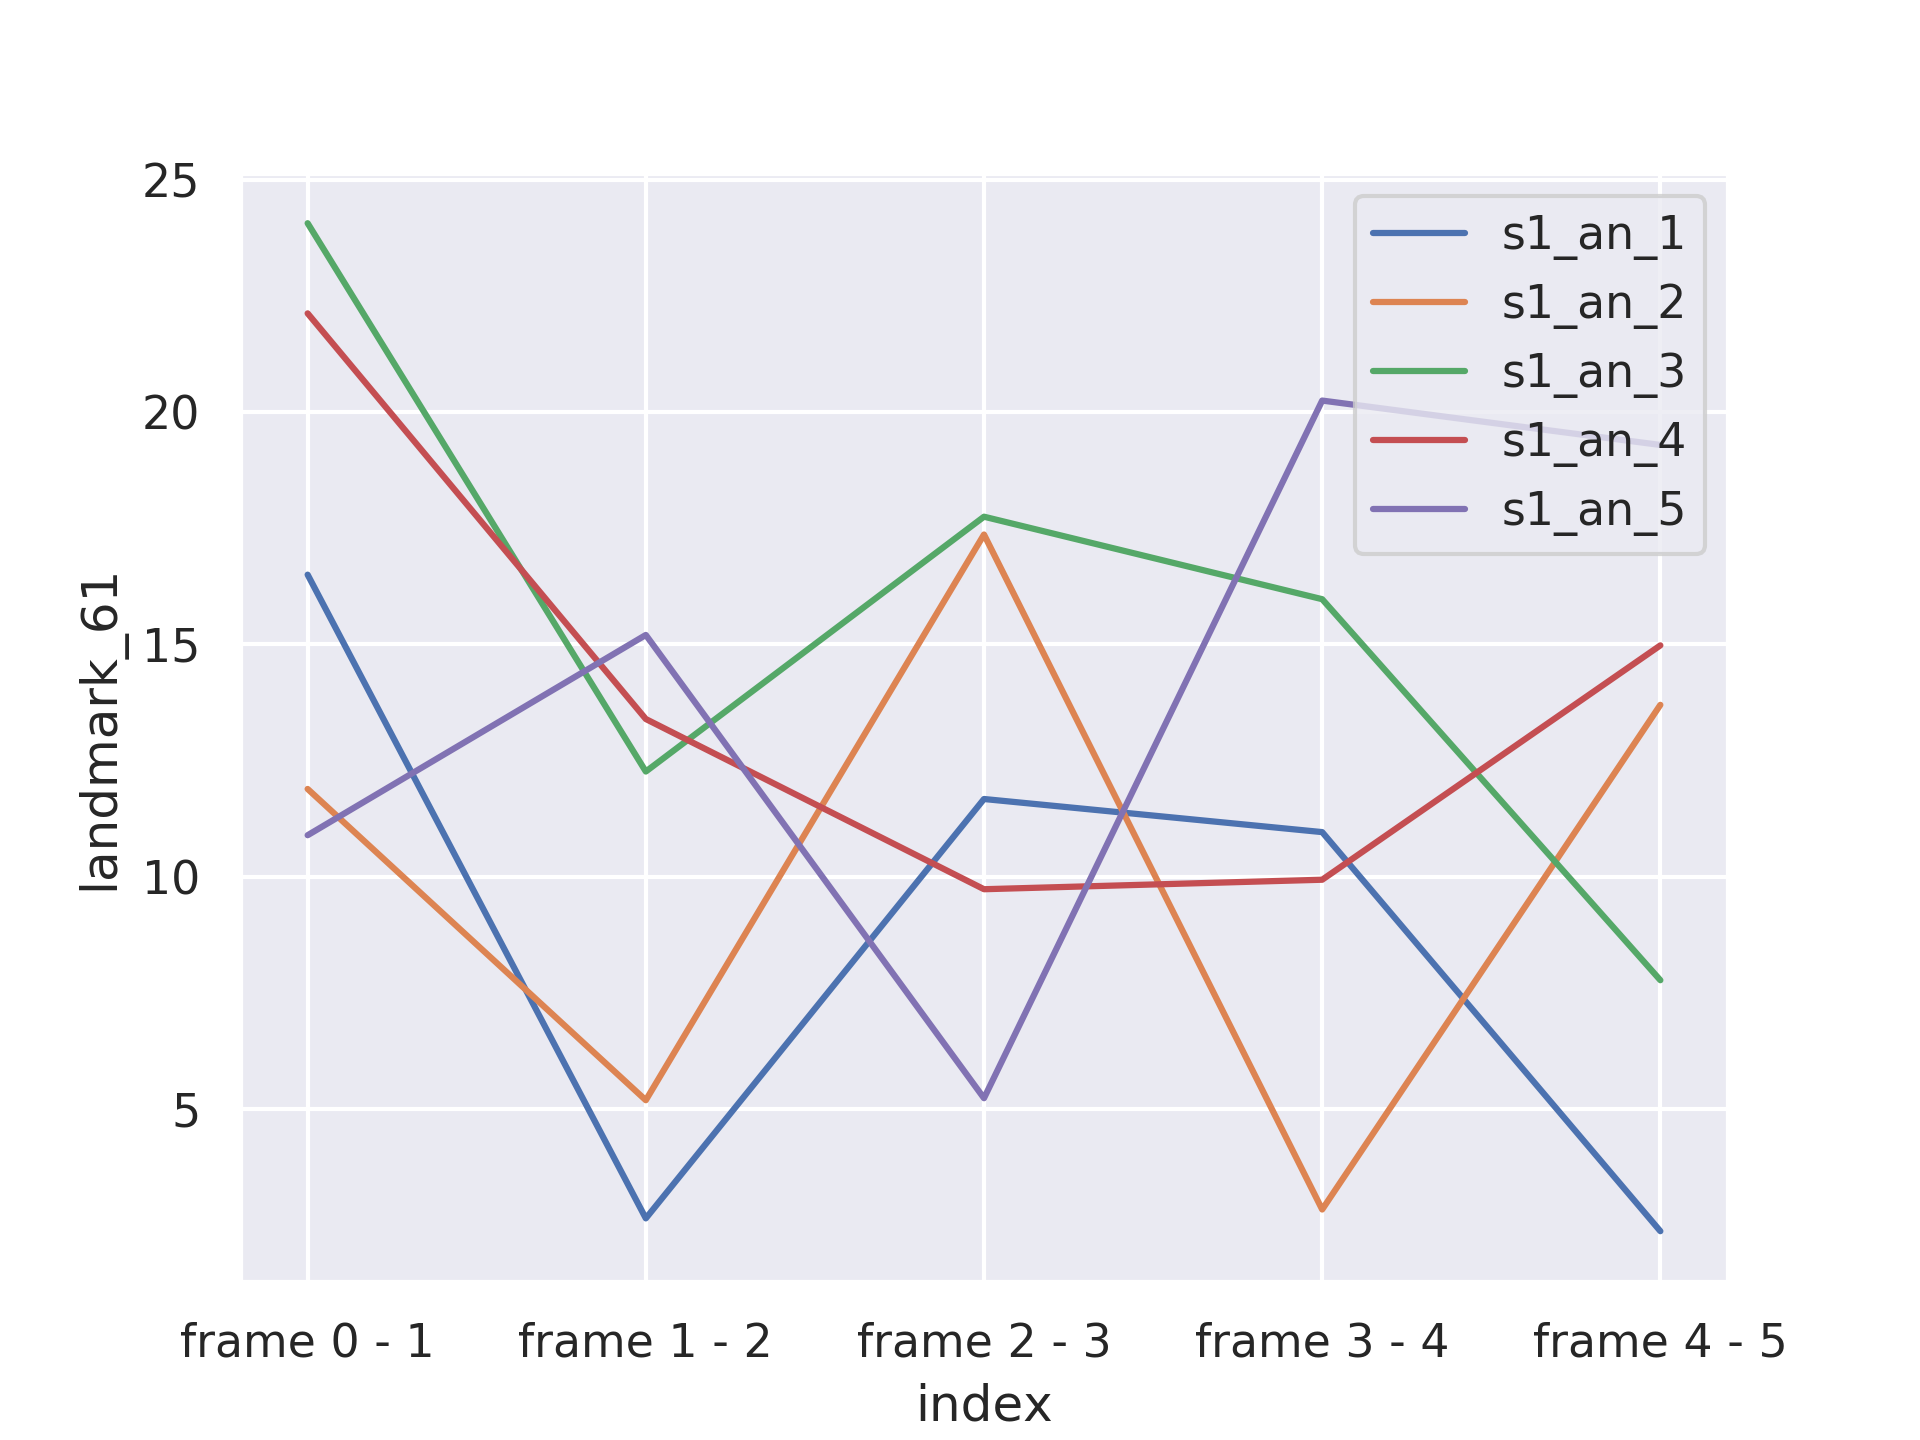 25
20
15
10
5
landmark_61
s1_an_1
s1_an_2
s1_an_3
s1_an_4
s1_an_5
frame 0 - 1
frame 1 - 2
frame 2 - 3
frame 3 - 4
frame 4 - 5
index